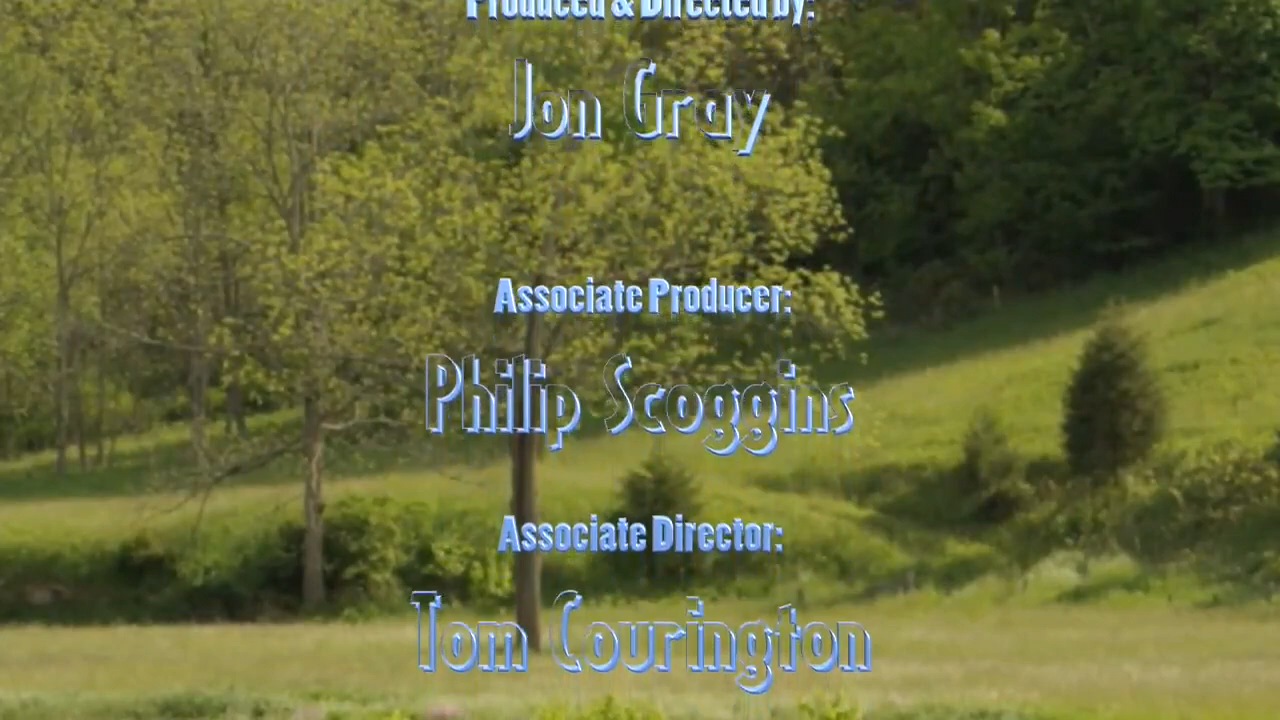 Produced & Directed by:
Jon Gray
Associate Producer:
Philip Scoggins
Associate Director:
Tom Courington